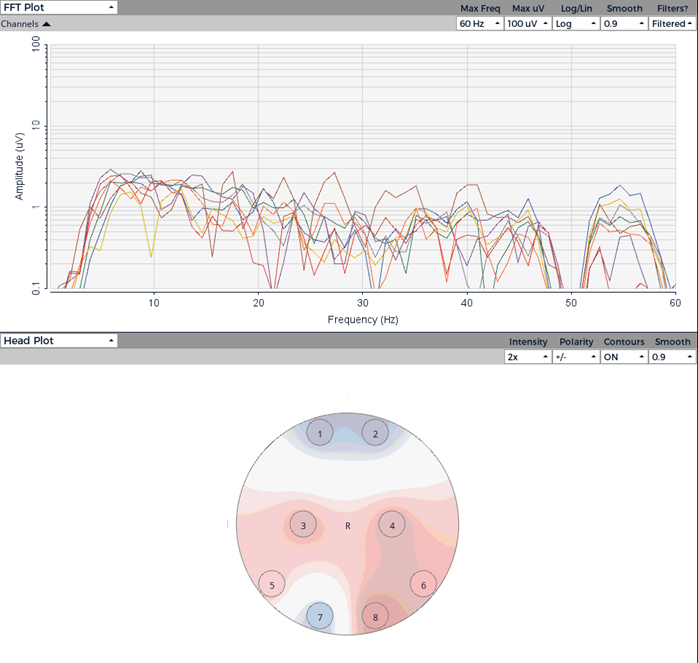 FFT Plot
Max Freq Max uV Log/Lin Smooth Filters?
Channels 60 Hz 100 uV Log 0.9 Filtered
100
10
1
0.1
Amplitude (uV)
10 20 30 40 50 60
Frequency (Hz)
Head Plot
Intensity Polarity Contours Smooth
2x +/- ON 0.9
1 2
3 R 4
5 6
7 8